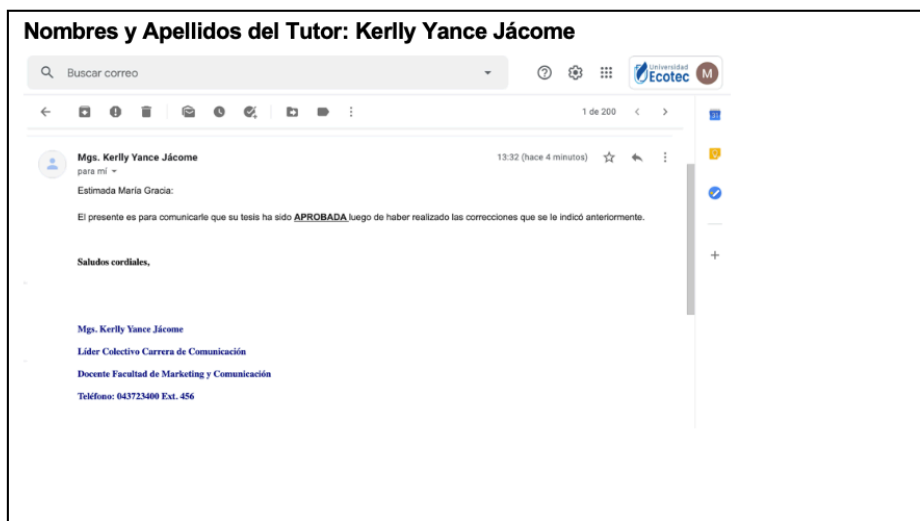 Nombres y Apellidos del Tutor: Kerlly Yance Jácome
Buscar correo
Universidad
Ecotec
M
1 de 200
31
Mgs. Kerlly Yance Jácome
13:32 (hace 4 minutos)
para mí
Estimada María Gracia:
El presente es para comunicarle que su tesis ha sido APROBADA luego de haber realizado las correcciones que se le indicó anteriormente.
Saludos cordiales,
Mgs. Kerlly Yance Jácome
Líder Colectivo Carrera de Comunicación
Docente Facultad de Marketing y Comunicación
Teléfono: 043723400 Ext. 456